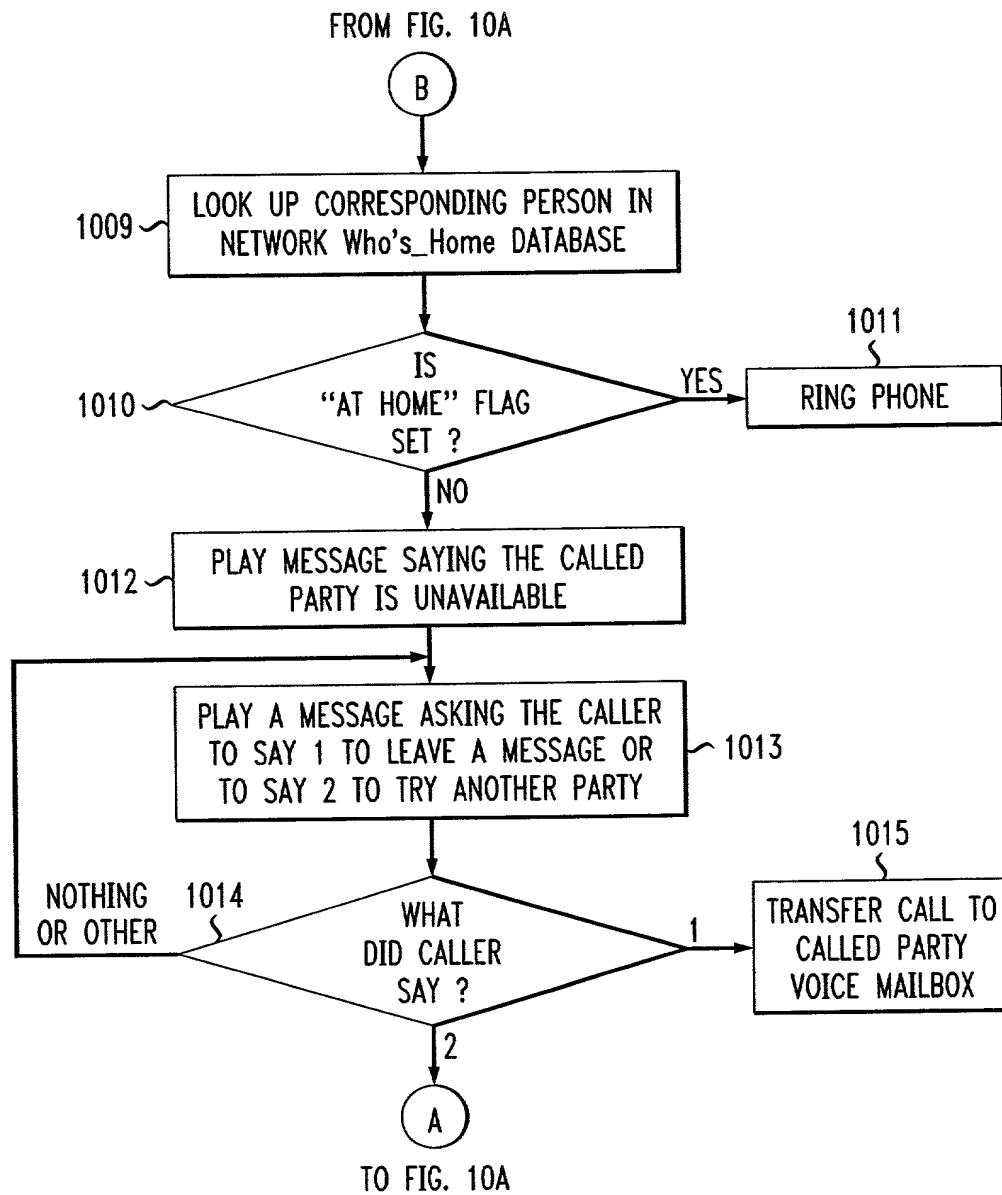 FROM FIG. 10A
B
1009
LOOK UP CORRESPONDING PERSON IN
NETWORK Who's_Home DATABASE
1010
IS
“AT HOME” FLAG
SET ?
YES
1011
RING PHONE
NO
1012
PLAY MESSAGE SAYING THE CALLED
PARTY IS UNAVAILABLE
PLAY A MESSAGE ASKING THE CALLER
TO SAY 1 TO LEAVE A MESSAGE OR
TO SAY 2 TO TRY ANOTHER PARTY
1013
NOTHING
OR OTHER
1014
WHAT
DID CALLER
SAY ?
1
1015
TRANSFER CALL TO
CALLED PARTY
VOICE MAILBOX
2
A
TO FIG. 10A